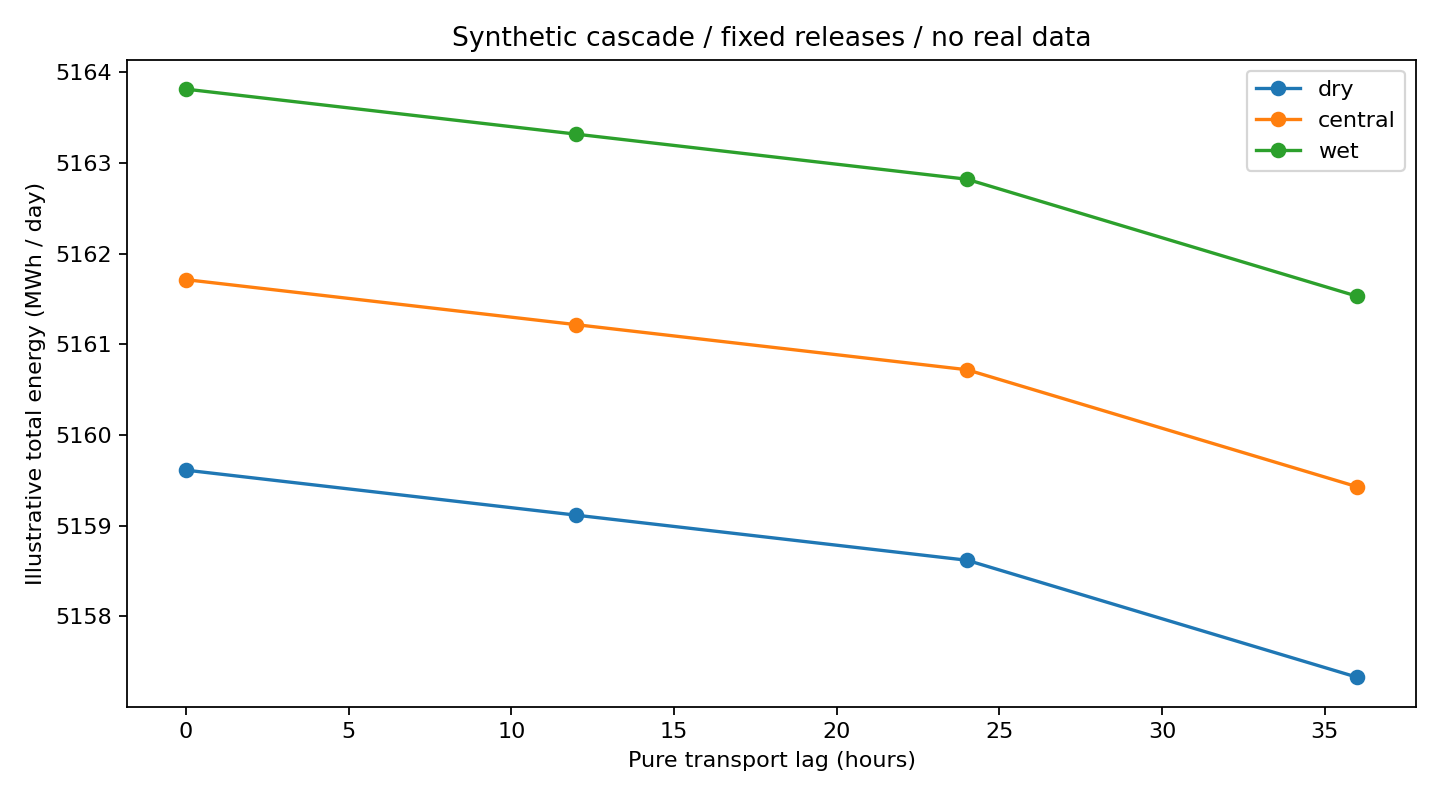 Synthetic cascade / fixed releases / no real data
Illustrative total energy (MWh / day)
5164
5163
5162
5161
5160
5159
5158
dry
central
wet
0 5 10 15 20 25 30 35
Pure transport lag (hours)